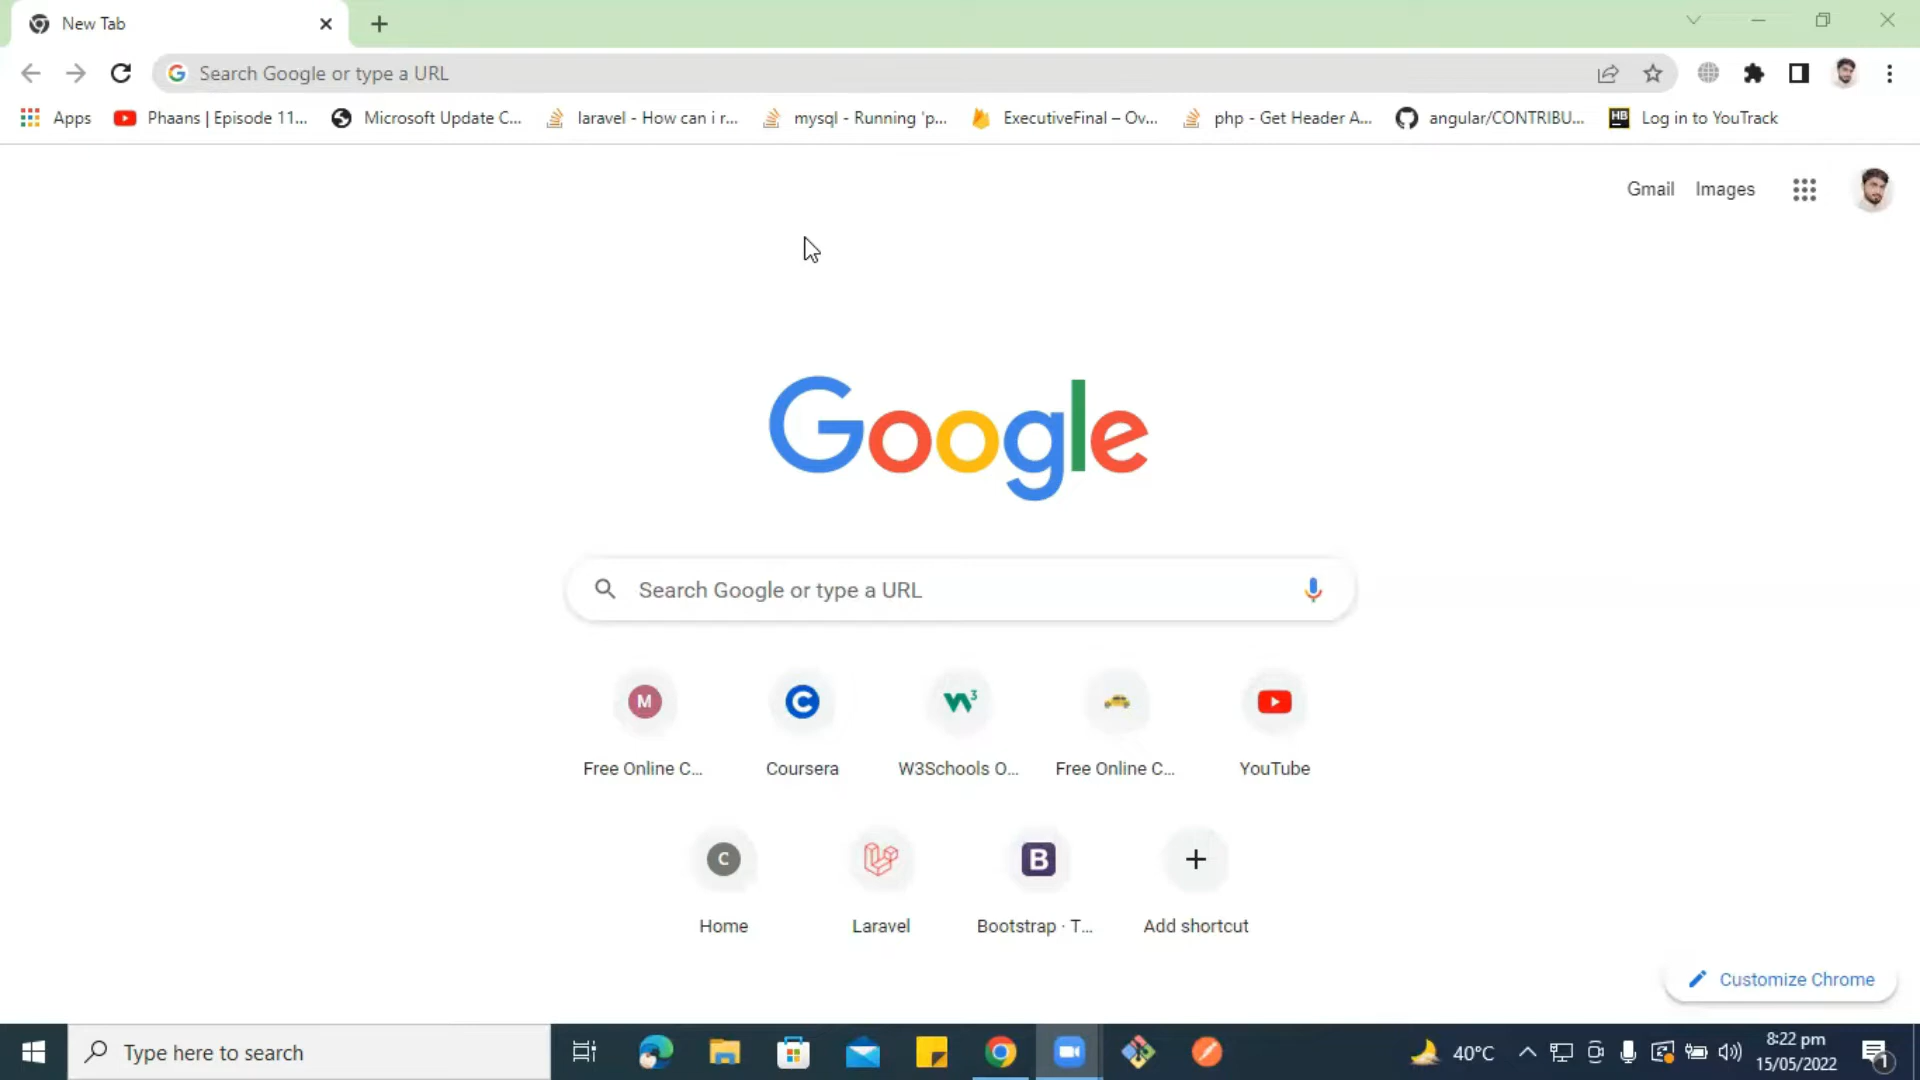 New Tab
Search Google or type a URL
Apps
Phaans | Episode 11...
Microsoft Update C...
laravel - How can i r...
mysql - Running 'p...
ExecutiveFinal – Ov...
php - Get Header A...
angular/CONTRIBU...
HB
Log in to YouTrack
Gmail
Images
Google
Search Google or type a URL
M
Free Online C...
Coursera
W3Schools O...
Free Online C...
YouTube
C
Home
Laravel
B
Bootstrap · T...
Add shortcut
Customize Chrome
Type here to search
40°C
8:22 pm
15/05/2022
1